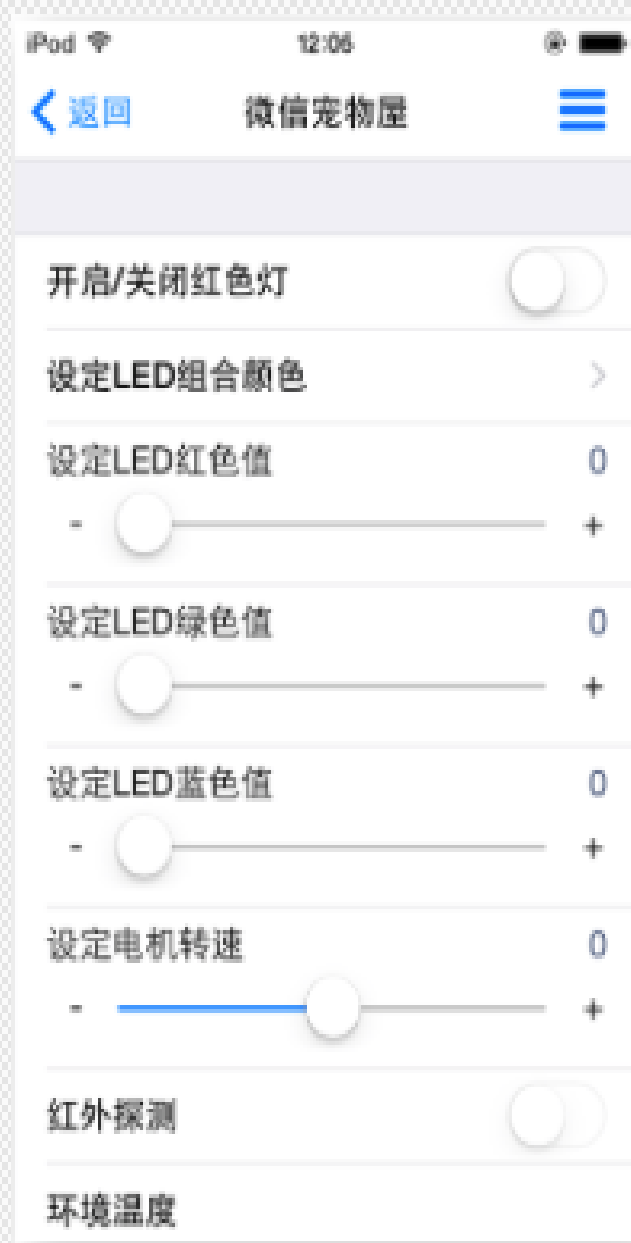 iPod 12:06
返回 微信宠物屋
开启/关闭红色灯
设定LED组合颜色
设定LED红色值 0
- +
设定LED绿色值 0
- +
设定LED蓝色值 0
- +
设定电机转速 0
- +
红外探测
环境温度